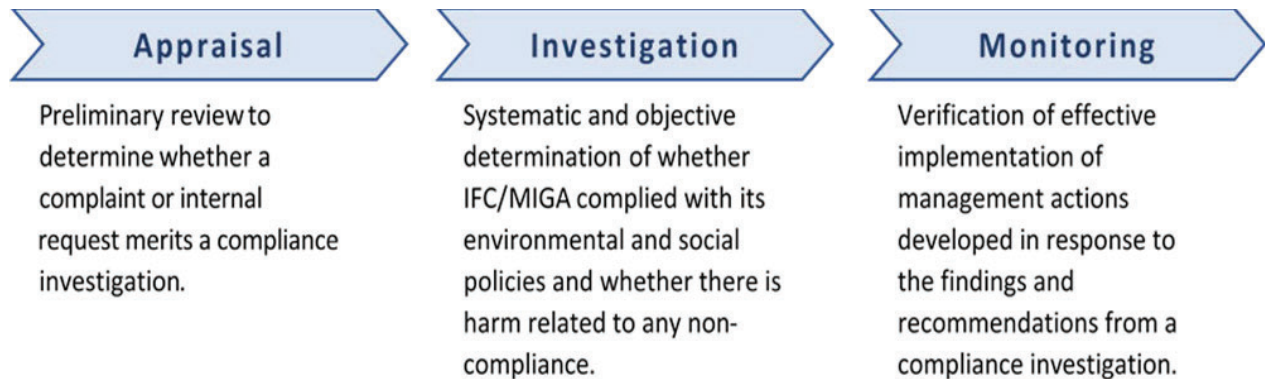 Appraisal
Preliminary review to
determine whether a
complaint or internal
request merits a compliance
investigation.
Investigation
Systematic and objective
determination of whether
IFC/MIGA complied with its
environmental and social
policies and whether there is
harm related to any non-
compliance.
Monitoring
Verification of effective
implementation of
management actions
developed in response to
the findings and
recommendations from a
compliance investigation.